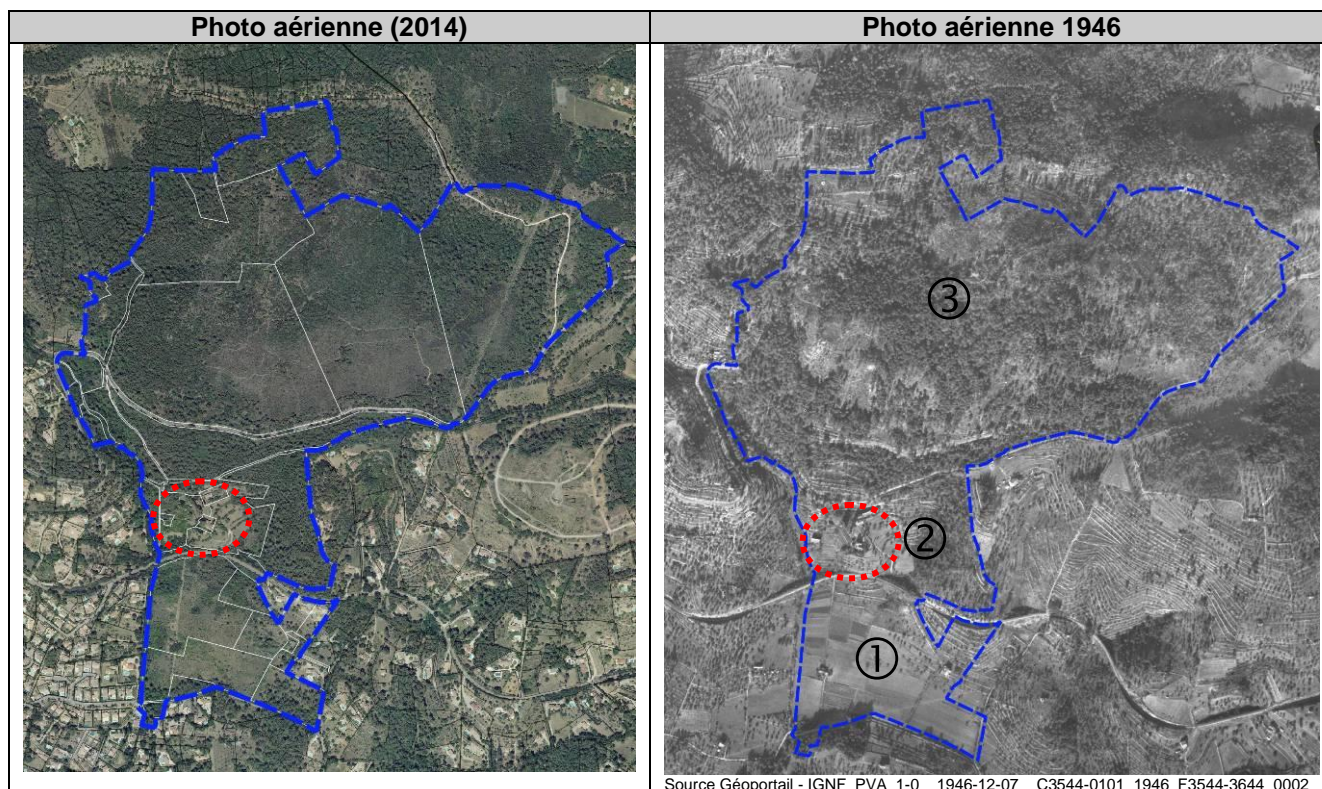 Photo aérienne (2014)
Photo aérienne 1946
③
②
①
Source Géoportail - IGNF_PVA_1-0__1946-12-07__C3544-0101_1946_F3544-3644_0002